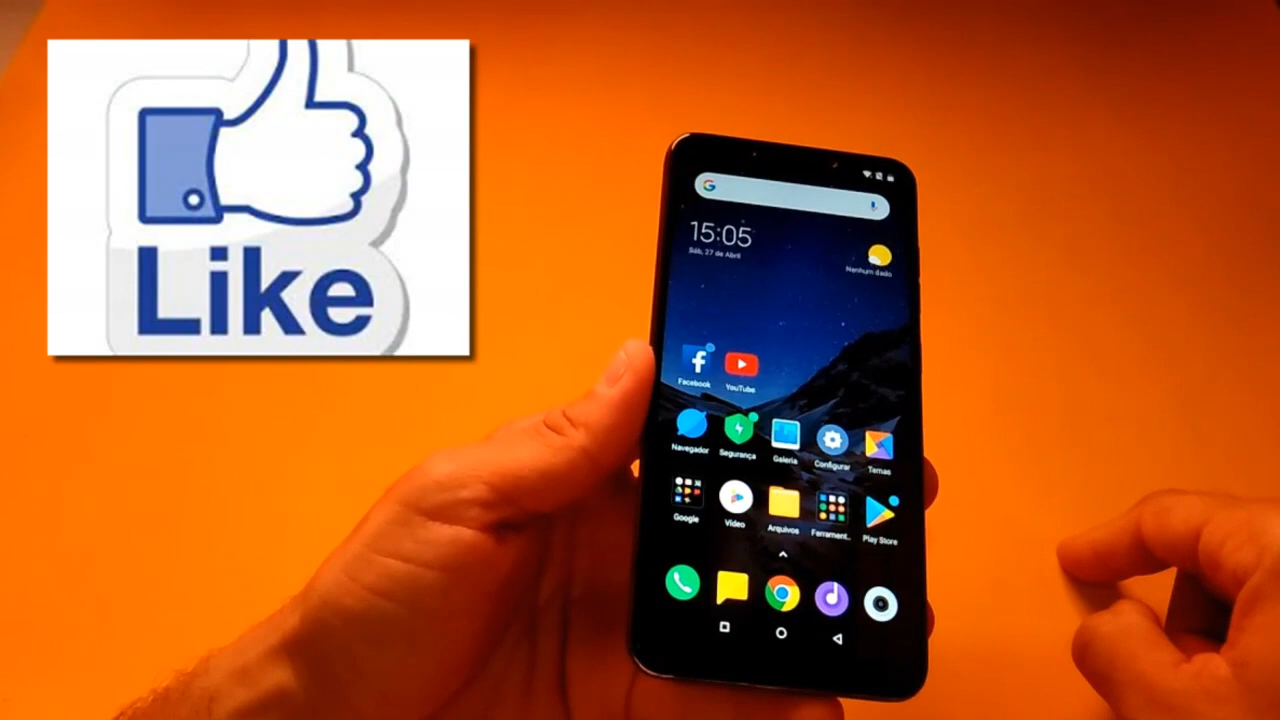 Like
15:05
Sáb, 27 de Abril
Nenhum dado
Facebook
YouTube
Navegador
Segurança
Galeria
Configurar
Temas
Google
Vídeo
Arquivos
Ferrament..
Play Store